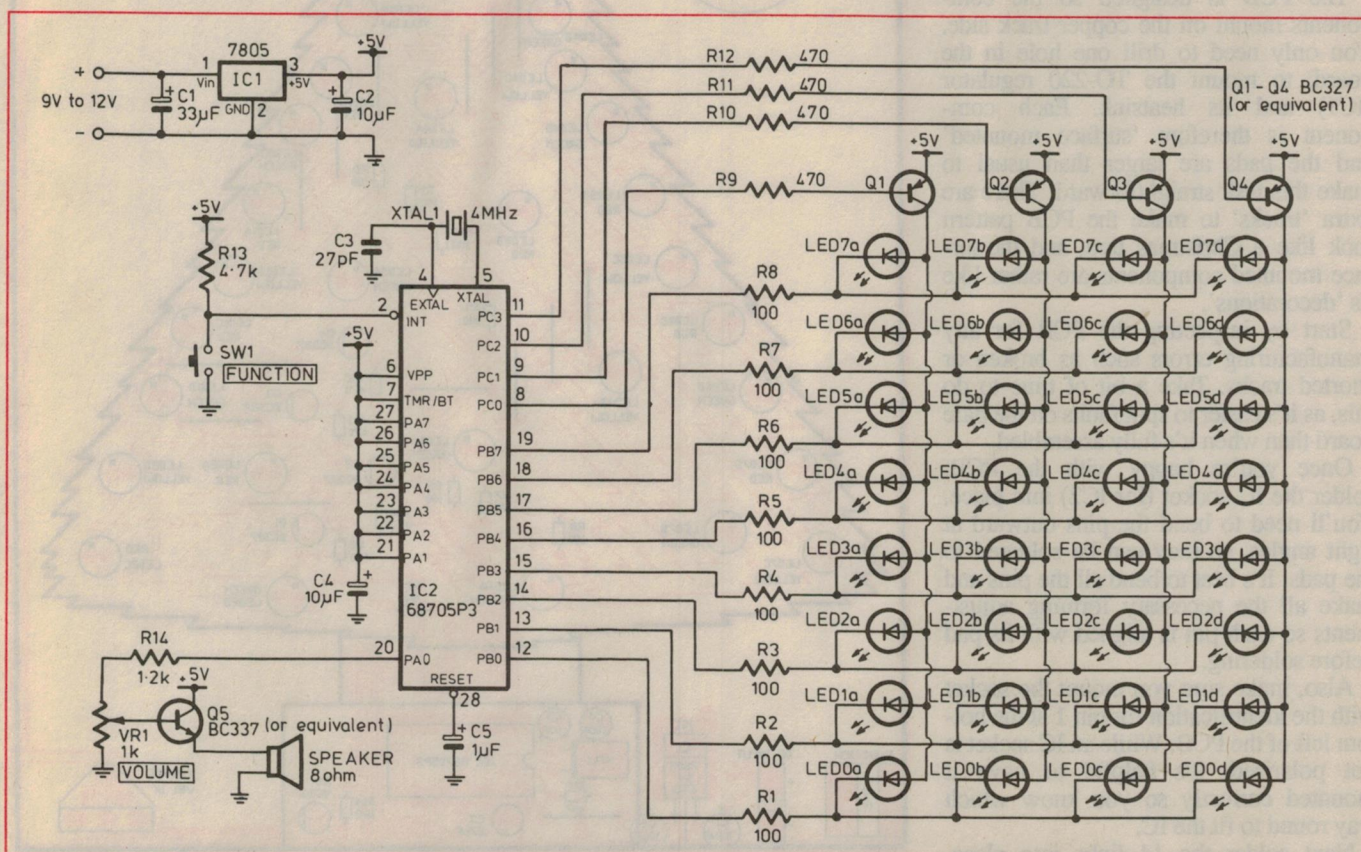 7805
+5V
1
Vin
IC1
3
+5V
GND
2
+
9V to 12V
-
+
C1
33µF
+
C2
10µF
R12
470
R11
470
R10
470
R9
470
Q1-Q4 BC327
(or equivalent)
+5V
+5V
+5V
+5V
Q1
Q2
Q3
Q4
+5V
R13
4·7k
SW1
FUNCTION
XTAL1
4MHz
C3
27pF
4
5
EXTAL
XTAL
2
INT
+5V
6
VPP
7
TMR/BT
27
PA7
26
PA6
25
PA5
24
PA4
23
PA3
22
PA2
21
PA1
+
C4
10µF
IC2
68705P3
20
PA0
RESET
28
+
C5
1µF
11
PC3
10
PC2
9
PC1
8
PC0
19
PB7
18
PB6
17
PB5
16
PB4
15
PB3
14
PB2
13
PB1
12
PB0
R14
1·2k
+5V
Q5
BC337 (or equivalent)
VR1
1k
VOLUME
SPEAKER
8ohm
R8
100
R7
100
R6
100
R5
100
R4
100
R3
100
R2
100
R1
100
LED7a
LED7b
LED7c
LED7d
LED6a
LED6b
LED6c
LED6d
LED5a
LED5b
LED5c
LED5d
LED4a
LED4b
LED4c
LED4d
LED3a
LED3b
LED3c
LED3d
LED2a
LED2b
LED2c
LED2d
LED1a
LED1b
LED1c
LED1d
LED0a
LED0b
LED0c
LED0d